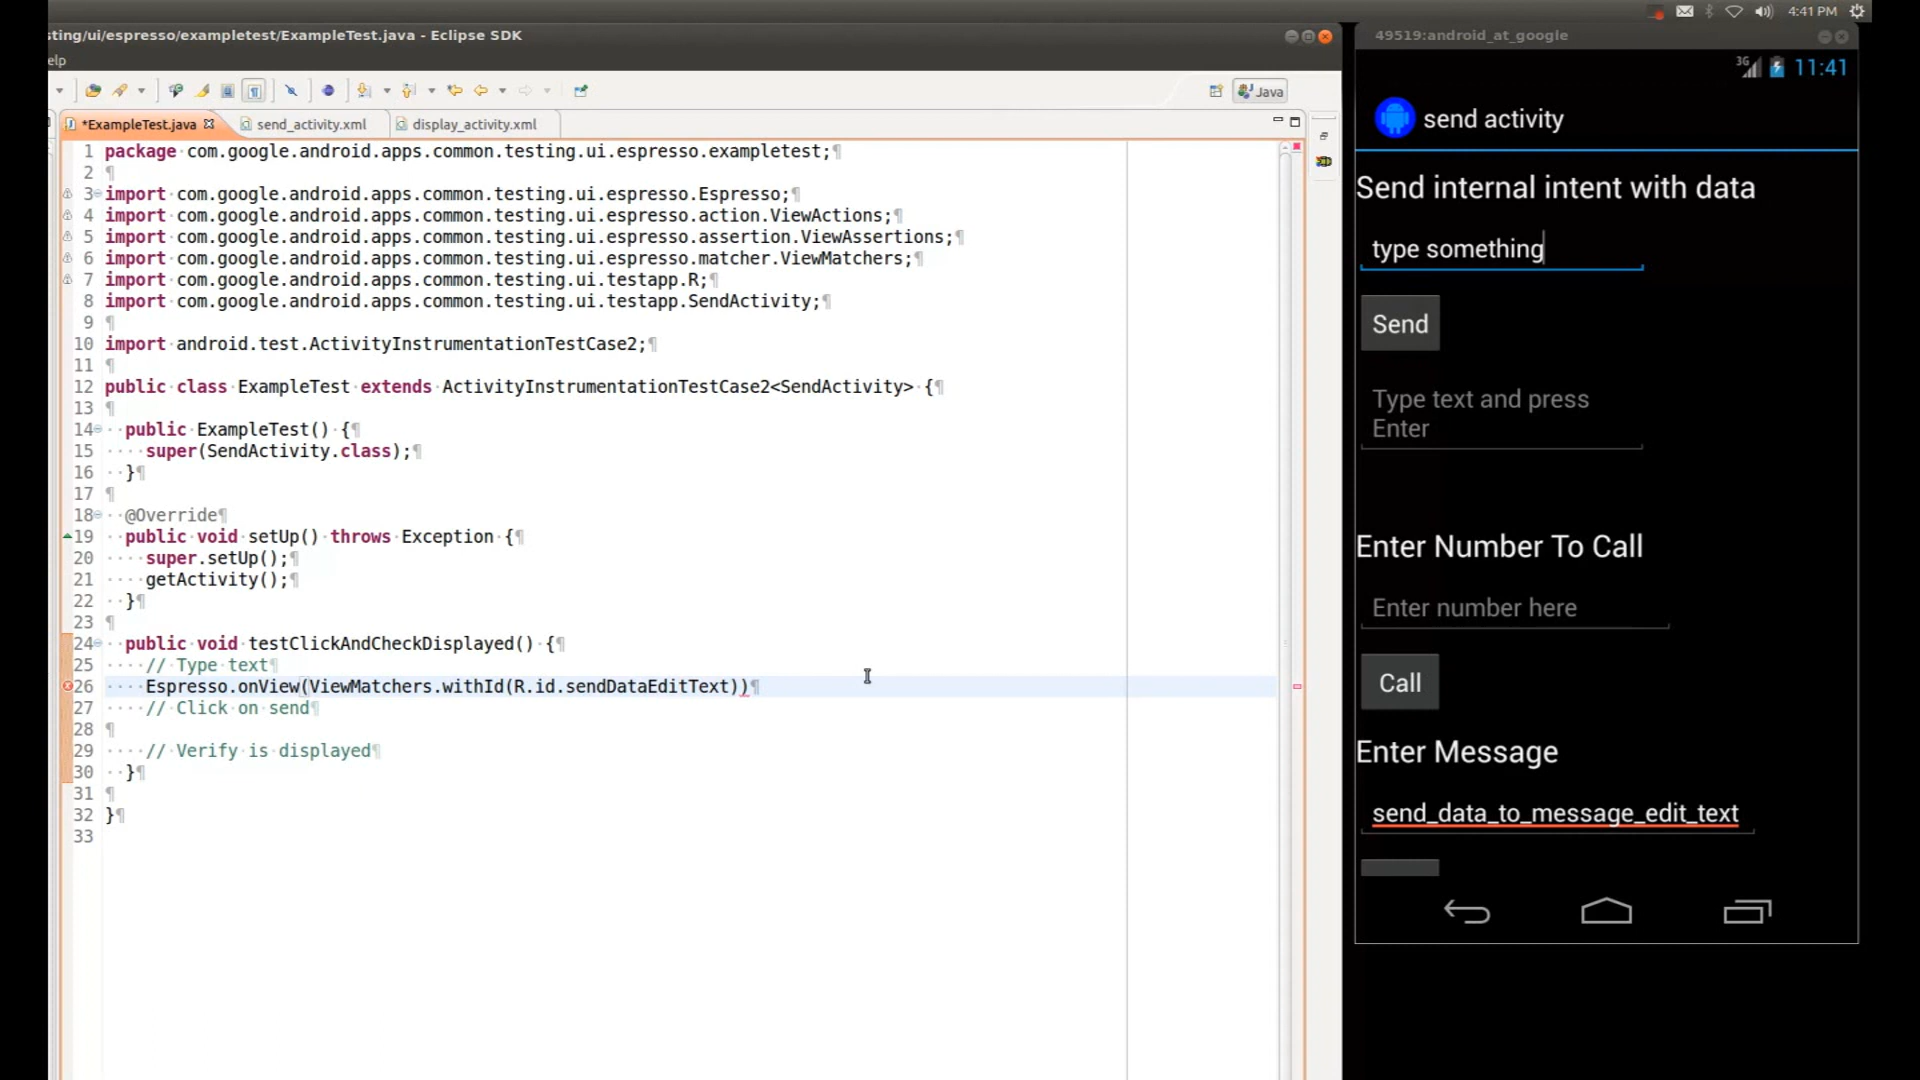 4:41 PM
sting/ui/espresso/exampletest/ExampleTest.java - Eclipse SDK
elp
Java
*ExampleTest.java
send_activity.xml
display_activity.xml
1 package com.google.android.apps.common.testing.ui.espresso.exampletest;¶
2 ¶
3 import com.google.android.apps.common.testing.ui.espresso.Espresso;¶
4 import com.google.android.apps.common.testing.ui.espresso.action.ViewActions;¶
5 import com.google.android.apps.common.testing.ui.espresso.assertion.ViewAssertions;¶
6 import com.google.android.apps.common.testing.ui.espresso.matcher.ViewMatchers;¶
7 import com.google.android.apps.common.testing.ui.testapp.R;¶
8 import com.google.android.apps.common.testing.ui.testapp.SendActivity;¶
9 ¶
10 import android.test.ActivityInstrumentationTestCase2;¶
11 ¶
12 public class ExampleTest extends ActivityInstrumentationTestCase2<SendActivity> {¶
13 ¶
14 public ExampleTest() {¶
15 super(SendActivity.class);¶
16 }¶
17 ¶
18 @Override¶
19 public void setUp() throws Exception {¶
20 super.setUp();¶
21 getActivity();¶
22 }¶
23 ¶
24 public void testClickAndCheckDisplayed() {¶
25 // Type text¶
26 Espresso.onView(ViewMatchers.withId(R.id.sendDataEditText))¶
27 // Click on send¶
28 ¶
29 // Verify is displayed¶
30 }¶
31 ¶
32 }¶
33
49519:android_at_google
3G
11:41
send activity
Send internal intent with data
type something
Send
Type text and press
Enter
Enter Number To Call
Enter number here
Call
Enter Message
send_data_to_message_edit_text